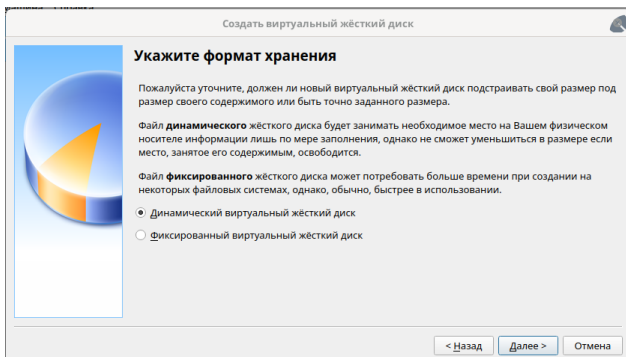 Создать виртуальный жёсткий диск
Укажите формат хранения
Пожалуйста уточните, должен ли новый виртуальный жёсткий диск подстраивать свой размер под
размер своего содержимого или быть точно заданного размера.
Файл динамического жёсткого диска будет занимать необходимое место на Вашем физическом
носителе информации лишь по мере заполнения, однако не сможет уменьшиться в размере если
место, занятое его содержимым, освободится.
Файл фиксированного жёсткого диска может потребовать больше времени при создании на
некоторых файловых системах, однако, обычно, быстрее в использовании.
Динамический виртуальный жёсткий диск
Фиксированный виртуальный жёсткий диск
< Назад Далее > Отмена